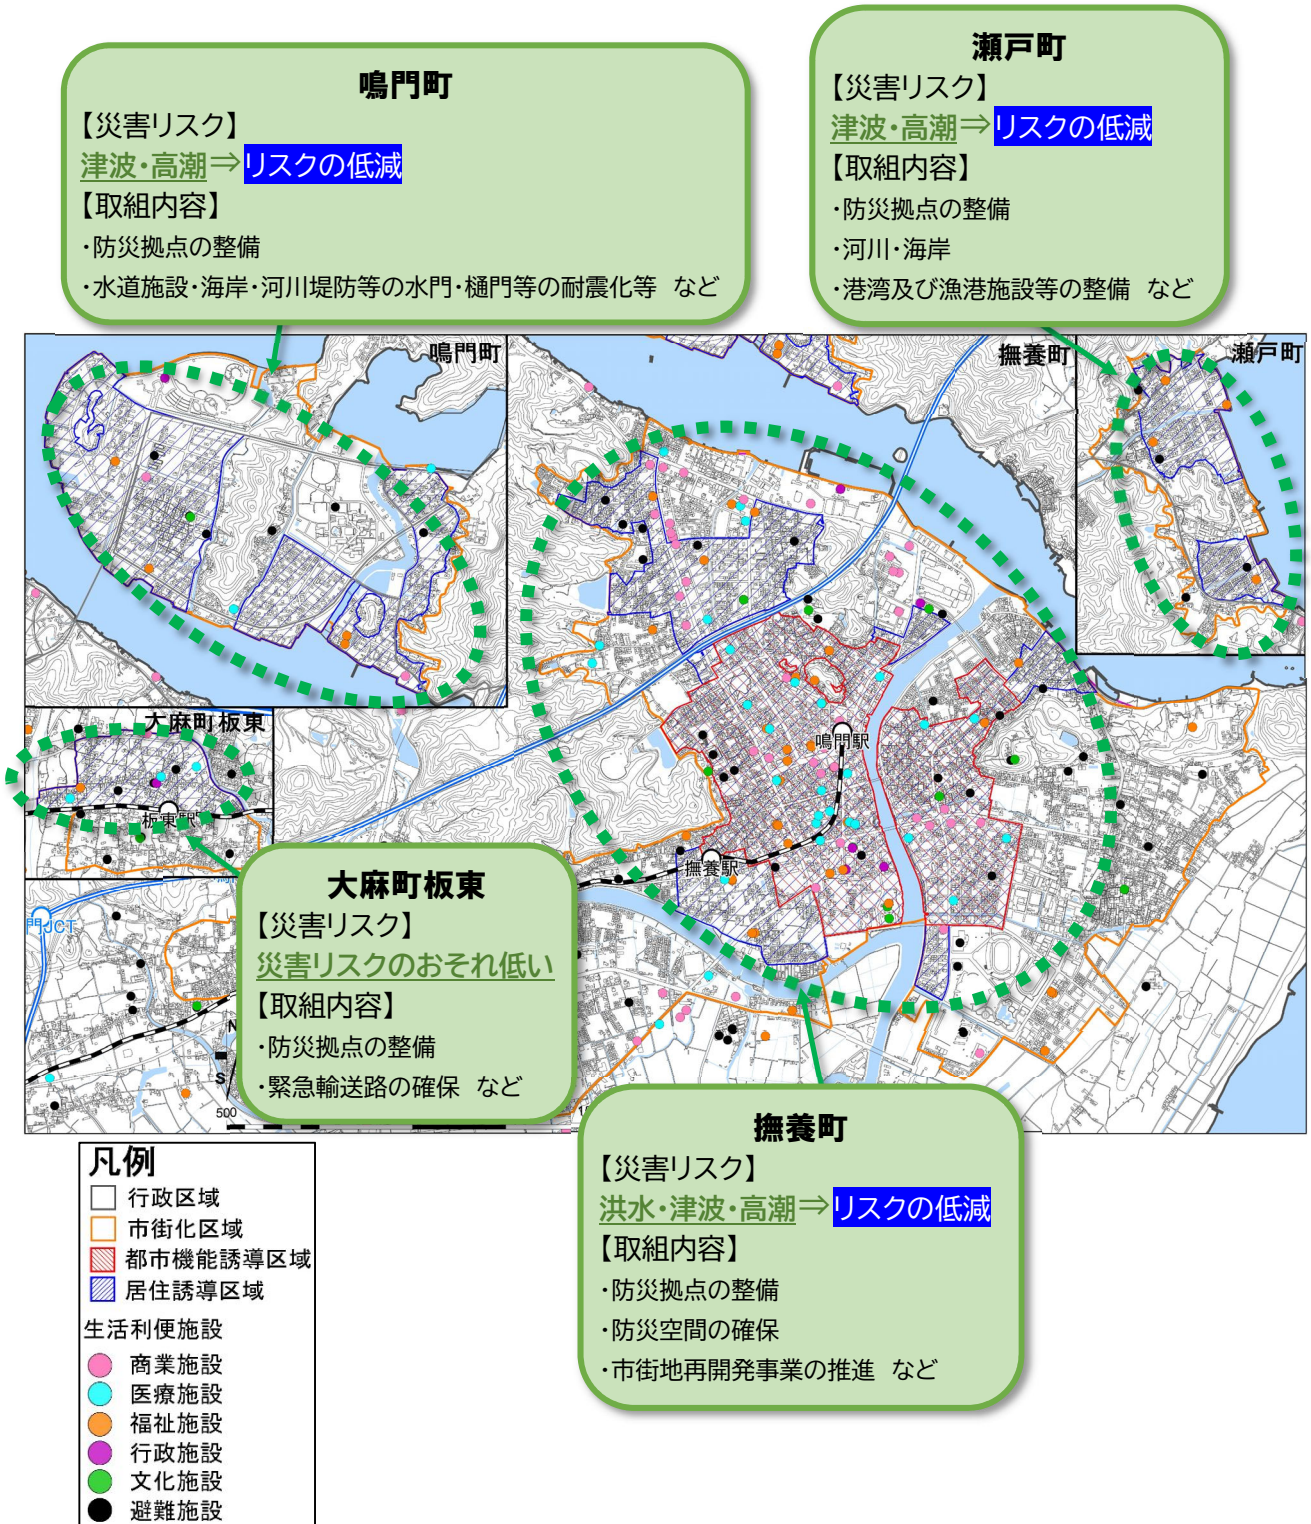 鳴門町
【災害リスク】
津波・高潮⇒リスクの低減
【取組内容】
・防災拠点の整備
・水道施設・海岸・河川堤防等の水門・樋門等の耐震化等 など
瀬戸町
【災害リスク】
津波・高潮⇒リスクの低減
【取組内容】
・防災拠点の整備
・河川・海岸
・港湾及び漁港施設等の整備 など
鳴門町
撫養町
瀬戸町
大麻町板東
板東駅
鳴門駅
撫養駅
門JCT
大麻町板東
【災害リスク】
災害リスクのおそれ低い
【取組内容】
・防災拠点の整備
・緊急輸送路の確保 など
N
S
500
撫養町
【災害リスク】
洪水・津波・高潮⇒リスクの低減
【取組内容】
・防災拠点の整備
・防災空間の確保
・市街地再開発事業の推進 など
凡例
行政区域
市街化区域
都市機能誘導区域
居住誘導区域
生活利便施設
商業施設
医療施設
福祉施設
行政施設
文化施設
避難施設